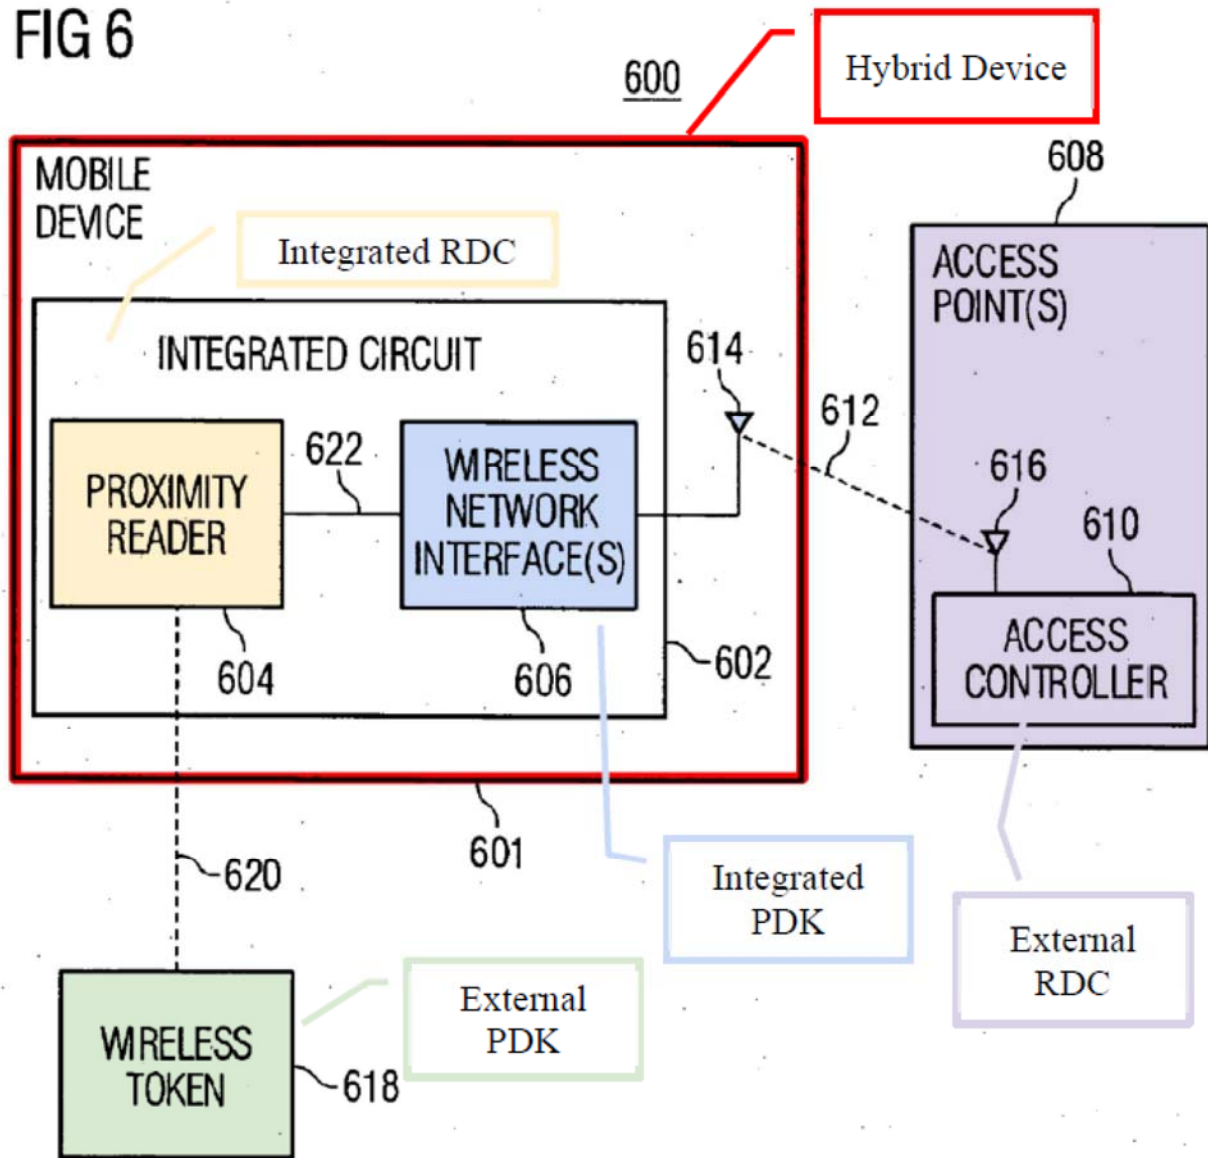 FIG 6
600
Hybrid Device
608
MOBILE
DEVICE
Integrated RDC
ACCESS
POINT(S)
INTEGRATED CIRCUIT
614
612
622
PROXIMITY
READER
WIRELESS
NETWORK
INTERFACE(S)
616
610
604
606
602
ACCESS
CONTROLLER
601
620
Integrated
PDK
External
RDC
External
PDK
WIRELESS
TOKEN
618